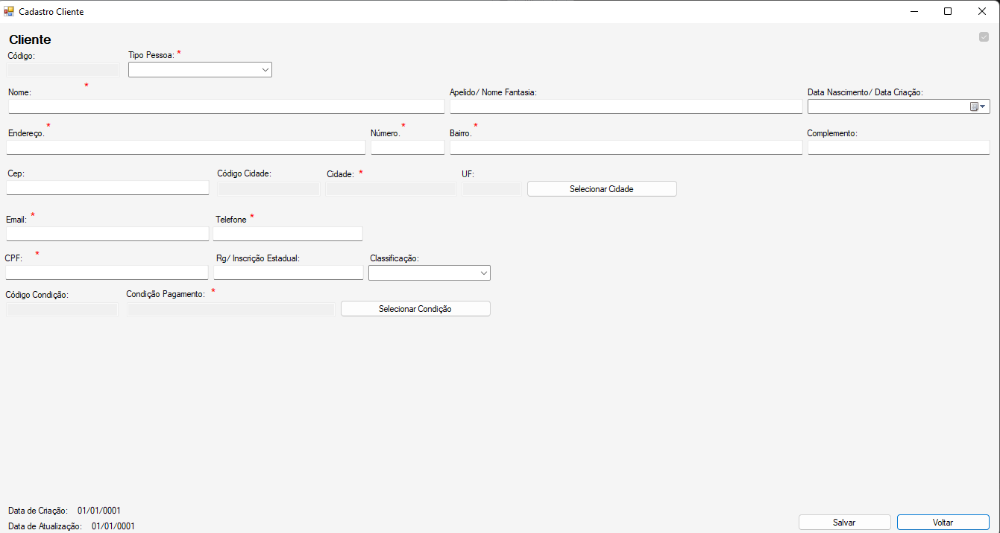 Cadastro Cliente
Cliente
Código: Tipo Pessoa: *
Nome: * Apelido/ Nome Fantasia: Data Nascimento/ Data Criação:
Endereço. * Número. * Bairro. * Complemento:
Cep: Código Cidade: Cidade: * UF:
Selecionar Cidade
Email: * Telefone *
CPF: * Rg/ Inscrição Estadual: Classificação:
Código Condição: Condição Pagamento: *
Selecionar Condição
Data de Criação: 01/01/0001
Data de Atualização: 01/01/0001
Salvar Voltar